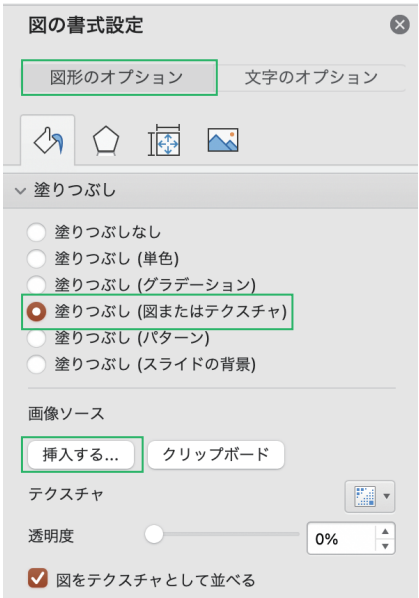 図の書式設定
図形のオプション 文字のオプション
塗りつぶし
塗りつぶしなし
塗りつぶし (単色)
塗りつぶし (グラデーション)
塗りつぶし (図またはテクスチャ)
塗りつぶし (パターン)
塗りつぶし (スライドの背景)
画像ソース
挿入する... クリップボード
テクスチャ
透明度 0%
図をテクスチャとして並べる